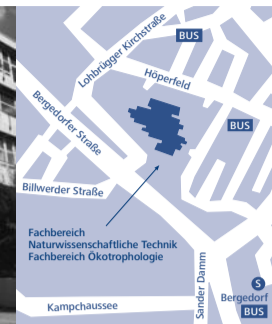 Lohbrügger Kirchstraße
BUS
Höperfeld
Bergedorfer Straße
BUS
Billwerder Straße
Fachbereich
Naturwissenschaftliche Technik
Fachbereich Ökotrophologie
Sander Damm
S
Bergedorf
BUS
Kampchaussee